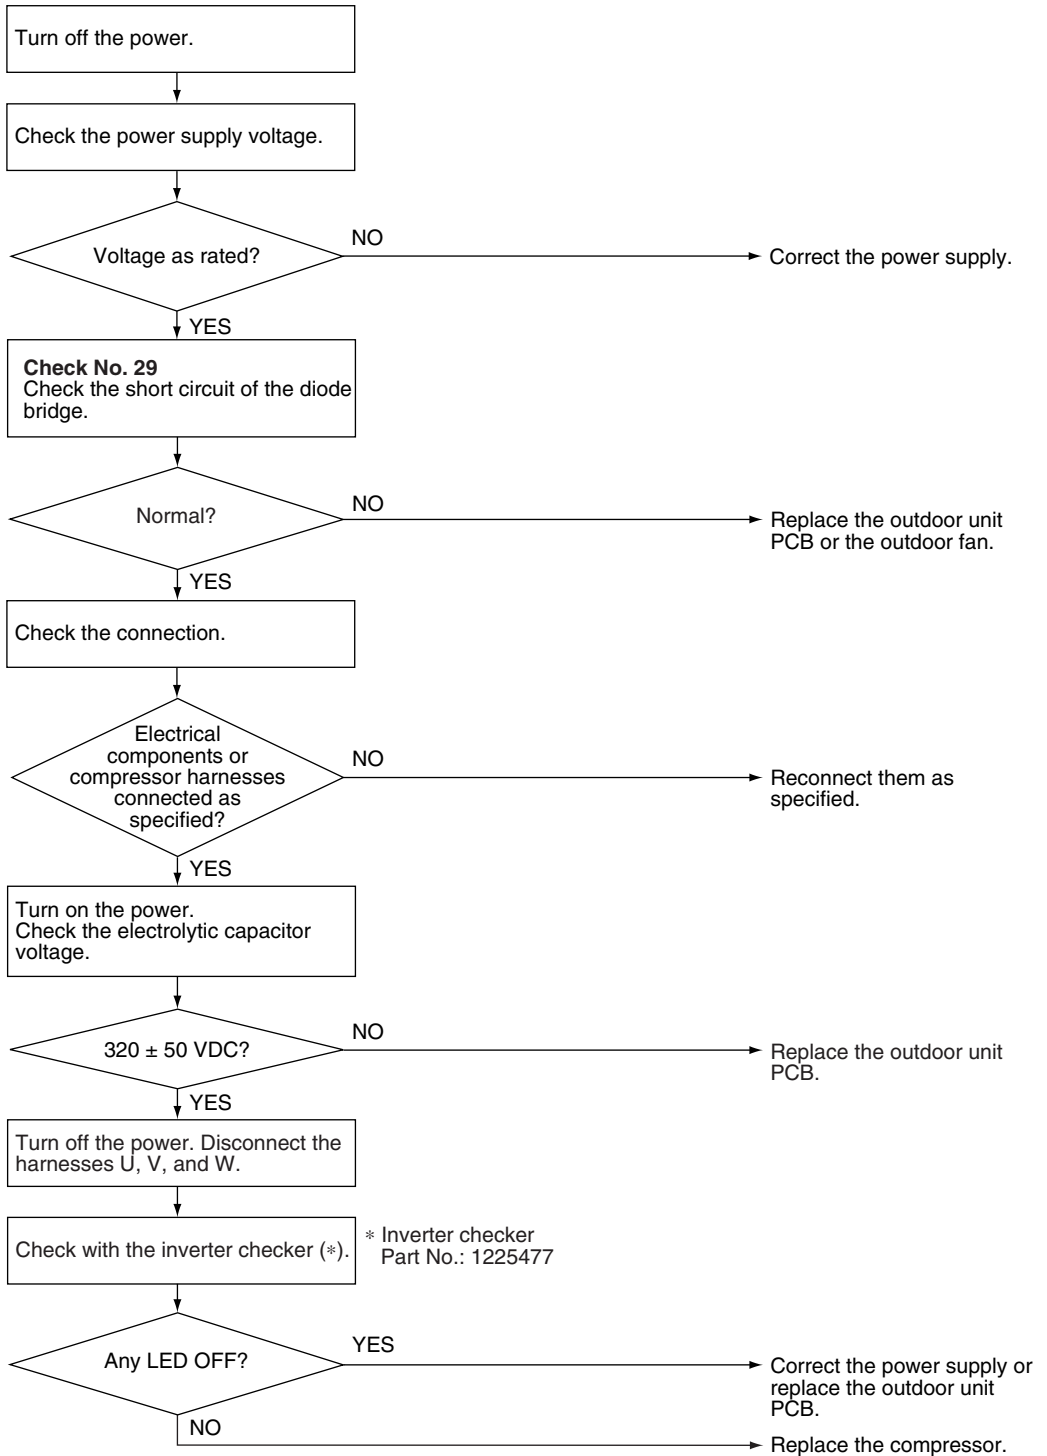 Turn off the power.
Check the power supply voltage.
Voltage as rated?
NO
Correct the power supply.
YES
Check No. 29
Check the short circuit of the diode
bridge.
Normal?
NO
Replace the outdoor unit
PCB or the outdoor fan.
YES
Check the connection.
Electrical
components or
compressor harnesses
connected as
specified?
NO
Reconnect them as
specified.
YES
Turn on the power.
Check the electrolytic capacitor
voltage.
320 ± 50 VDC?
NO
Replace the outdoor unit
PCB.
YES
Turn off the power. Disconnect the
harnesses U, V, and W.
Check with the inverter checker (*).
* Inverter checker
Part No.: 1225477
Any LED OFF?
YES
Correct the power supply or
replace the outdoor unit
PCB.
NO
Replace the compressor.